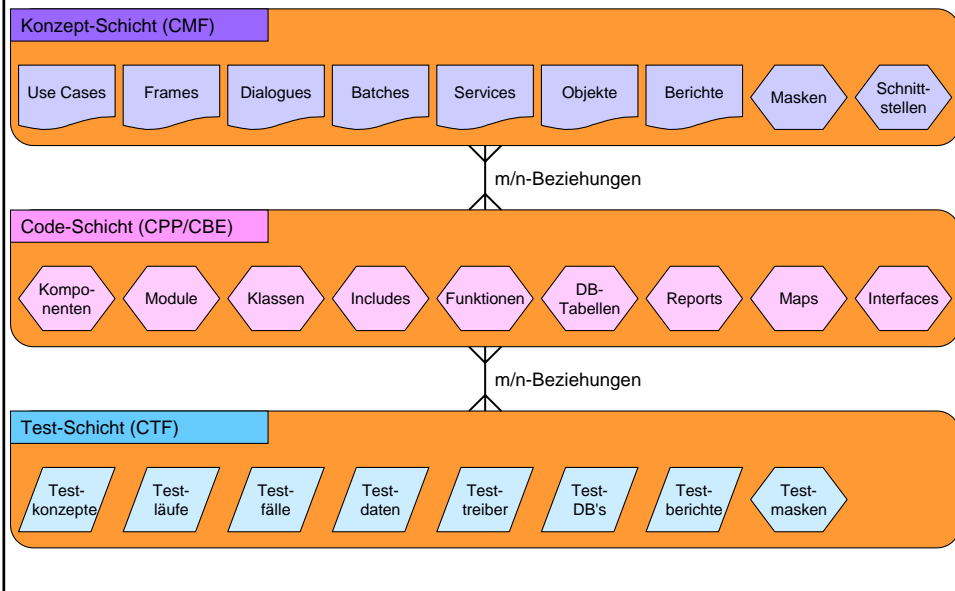 Konzept-Schicht (CMF)
Use Cases
Frames
Dialogues
Batches
Services
Objekte
Berichte
Masken
Schnitt-
stellen
m/n-Beziehungen
Code-Schicht (CPP/CBE)
Kompo-
nenten
Module
Klassen
Includes
Funktionen
DB-
Tabellen
Reports
Maps
Interfaces
m/n-Beziehungen
Test-Schicht (CTF)
Test-
konzepte
Test-
läufe
Test-
fälle
Test-
daten
Test-
treiber
Test-
DB's
Test-
berichte
Test-
masken